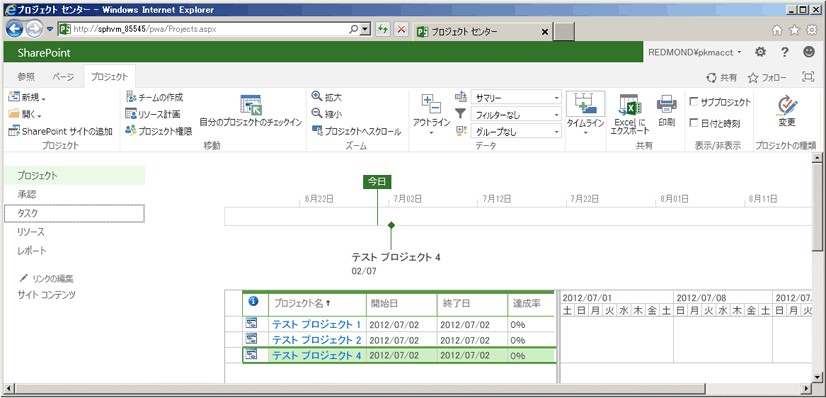 プロジェクト センター - Windows Internet Explorer
http://sphvm_85545/pwa/Projects.aspx
プロジェクト センター
SharePoint
REDMOND¥pkmacct
参照 ページ プロジェクト
共有 フォロー
新規
開く
SharePoint サイトの追加
プロジェクト
チームの作成
リソース計画
プロジェクト権限
自分のプロジェクトのチェックイン
移動
拡大
縮小
プロジェクトへスクロール
ズーム
アウトライン
サマリー
フィルターなし
グループなし
データ
タイムライン
Excel に
エクスポート
印刷
共有
サブプロジェクト
日付と時刻
表示/非表示
変更
プロジェクトの種類
プロジェクト
承認
タスク
リソース
レポート
リンクの編集
サイト コンテンツ
今日
6月22日 7月02日 7月12日 7月22日 8月01日 8月11日
テスト プロジェクト 4
02/07
プロジェクト名 開始日 終了日 達成率
テスト プロジェクト 1 2012/07/02 2012/07/02 0%
テスト プロジェクト 2 2012/07/02 2012/07/02 0%
テスト プロジェクト 4 2012/07/02 2012/07/02 0%
2012/07/01 2012/07/08 2012/07/
土 日 月 火 水 木 金 土 日 月 火 水 木 金 土 日 月 火